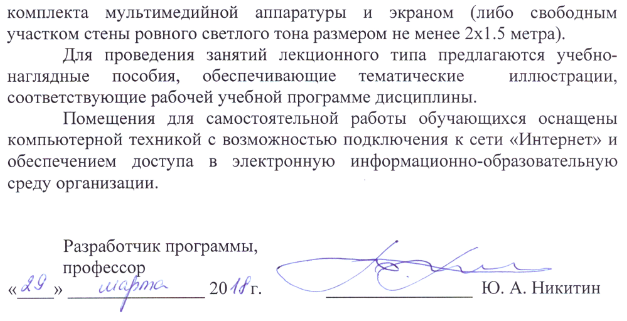 комплекта мультимедийной аппаратуры и экраном (либо свободным
участком стены ровного светлого тона размером не менее 2х1.5 метра).
Для проведения занятий лекционного типа предлагаются учебно-
наглядные пособия, обеспечивающие тематические иллюстрации,
соответствующие рабочей учебной программе дисциплины.
Помещения для самостоятельной работы обучающихся оснащены
компьютерной техникой с возможностью подключения к сети «Интернет» и
обеспечением доступа в электронную информационно-образовательную
среду организации.
Разработчик программы,
профессор
«29» марта 2018 г. Ю. А. Никитин